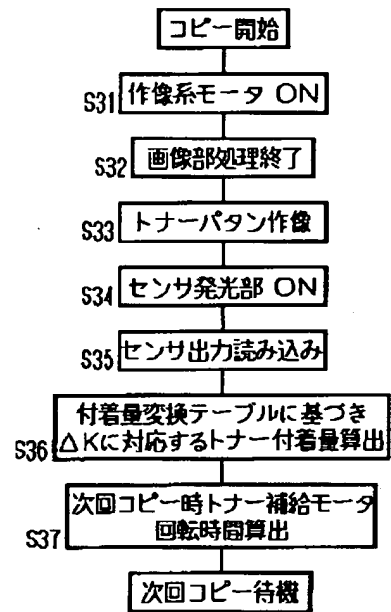 コピー開始
S31 作像系モータ ON
S32 画像部処理終了
S33 トナーパタン作像
S34 センサ発光部 ON
S35 センサ出力読み込み
付着量変換テーブルに基づき
S36 △Kに対応するトナー付着量算出
次回コピー時トナー補給モータ
S37 回転時間算出
次回コピー待機